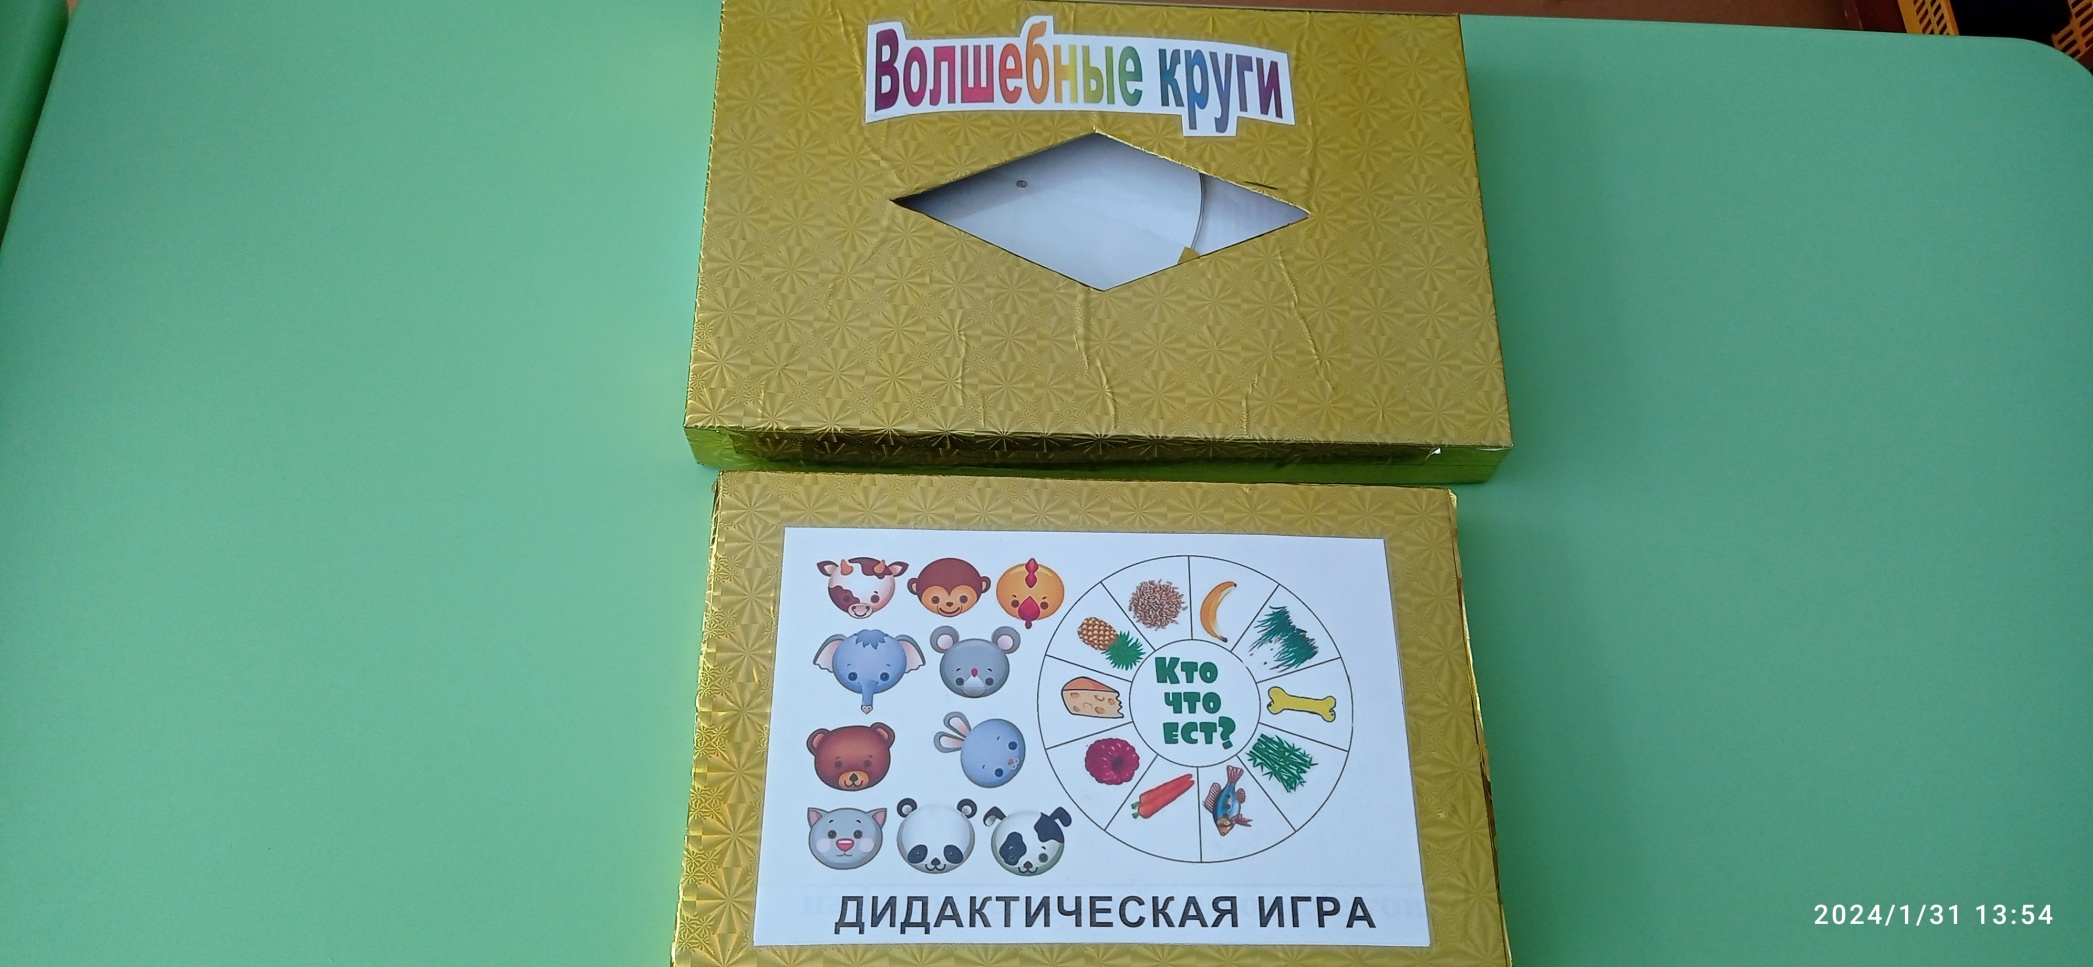 Волшебные круги
Кто
что
ест?
ДИДАКТИЧЕСКАЯ ИГРА
2024/1/31 13:54